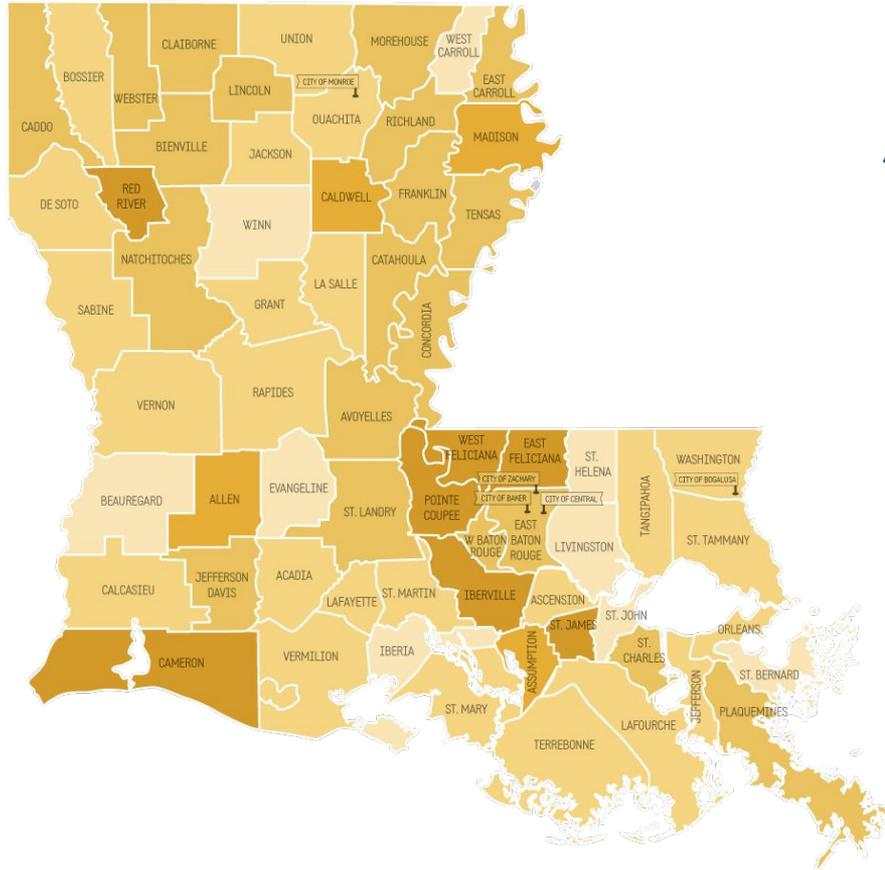 UNION
CLAIBORNE
MOREHOUSE
WEST
CARROLL
BOSSIER
CITY OF MONROE
EAST
CARROLL
LINCOLN
WEBSTER
OUACHITA
RICHLAND
CADDO
MADISON
BIENVILLE
JACKSON
RED
RIVER
CALDWELL
FRANKLIN
DE SOTO
TENSAS
WINN
NATCHITOCHES
CATAHOULA
LA SALLE
GRANT
SABINE
CONCORDIA
RAPIDES
VERNON
AVOYELLES
WEST
FELICIANA
EAST
FELICIANA
ST.
HELENA
WASHINGTON
CITY OF ZACHARY
CITY OF BOGALUSA
EVANGELINE
BEAUREGARD
ALLEN
CITY OF BAKER
CITY OF CENTRAL
POINTE
COUPEE
TANGIPAHOA
ST. LANDRY
EAST
BATON
ROUGE
W BATON
ROUGE
ST. TAMMANY
LIVINGSTON
ACADIA
JEFFERSON
DAVIS
CALCASIEU
ST. MARTIN
IBERVILLE
LAFAYETTE
ASCENSION
ST. JOHN
ST. JAMES
ORLEANS
ST.
CHARLES
IBERIA
VERMILION
CAMERON
ASSUMPTION
ST. BERNARD
JEFFERSON
ST. MARY
PLAQUEMINES
LAFOURCHE
TERREBONNE